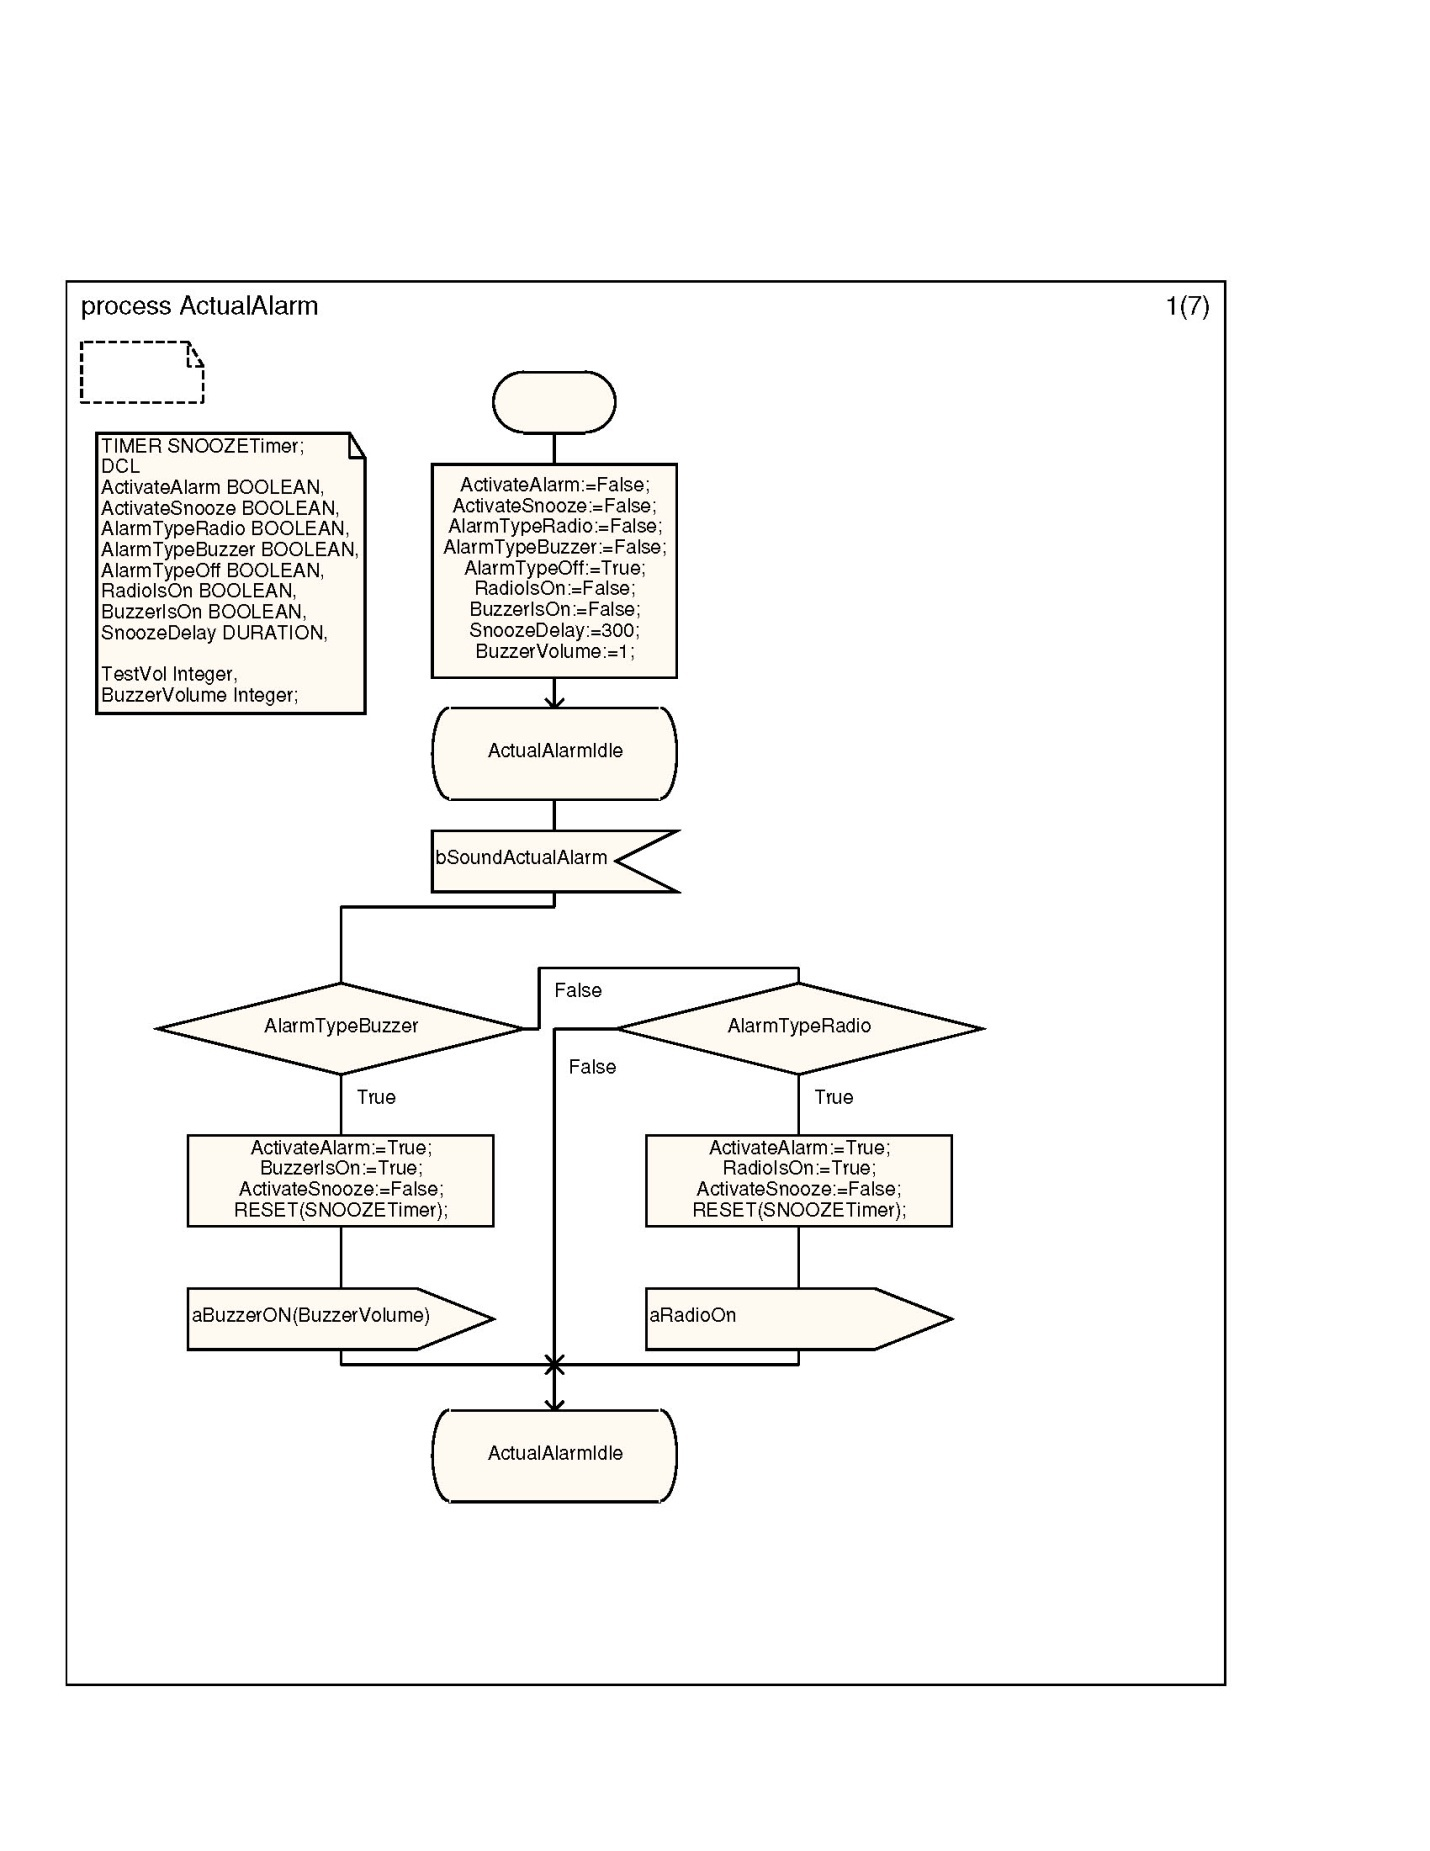 process ActualAlarm
1(7)
TIMER SNOOZETimer;
DCL
ActivateAlarm BOOLEAN,
ActivateSnooze BOOLEAN,
AlarmTypeRadio BOOLEAN,
AlarmTypeBuzzer BOOLEAN,
AlarmTypeOff BOOLEAN,
RadioIsOn BOOLEAN,
BuzzerIsOn BOOLEAN,
SnoozeDelay DURATION,
TestVol Integer,
BuzzerVolume Integer;
ActivateAlarm:=False;
ActivateSnooze:=False;
AlarmTypeRadio:=False;
AlarmTypeBuzzer:=False;
AlarmTypeOff:=True;
RadioIsOn:=False;
BuzzerIsOn:=False;
SnoozeDelay:=300;
BuzzerVolume:=1;
ActualAlarmIdle
bSoundActualAlarm
False
AlarmTypeBuzzer
AlarmTypeRadio
False
True
True
ActivateAlarm:=True;
BuzzerIsOn:=True;
ActivateSnooze:=False;
RESET(SNOOZETimer);
ActivateAlarm:=True;
RadioIsOn:=True;
ActivateSnooze:=False;
RESET(SNOOZETimer);
aBuzzerON(BuzzerVolume)
aRadioOn
ActualAlarmIdle